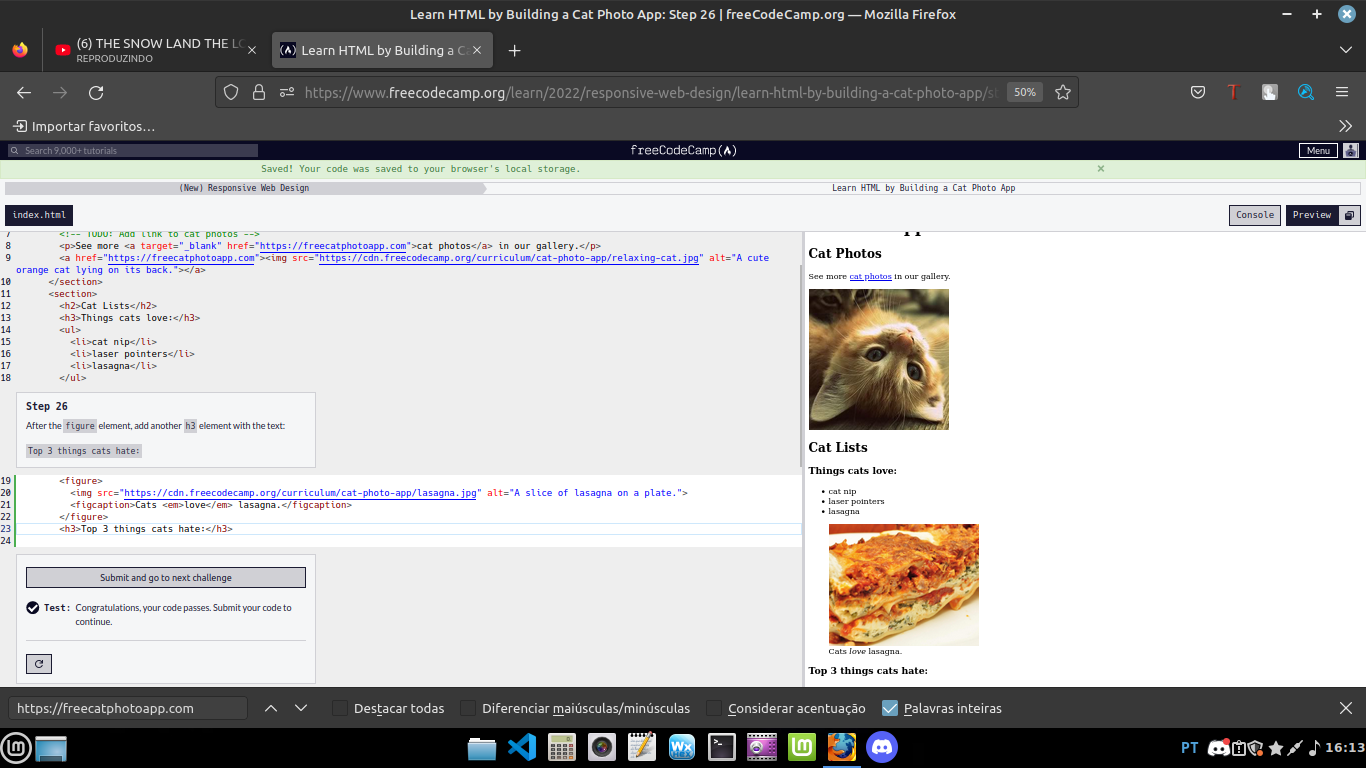 Learn HTML by Building a Cat Photo App: Step 26 | freeCodeCamp.org — Mozilla Firefox
(6) THE SNOW LAND THE LO
REPRODUZINDO
Learn HTML by Building a C
https://www.freecodecamp.org/learn/2022/responsive-web-design/learn-html-by-building-a-cat-photo-app/s
50%
Importar favoritos…
Search 9,000+ tutorials
freeCodeCamp(🔥)
Menu
Saved! Your code was saved to your browser's local storage.
(New) Responsive Web Design
Learn HTML by Building a Cat Photo App
index.html
Console
Preview
7 <!-- TODO: Add link to cat photos -->
8 <p>See more <a target="_blank" href="https://freecatphotoapp.com">cat photos</a> in our gallery.</p>
9 <a href="https://freecatphotoapp.com"><img src="https://cdn.freecodecamp.org/curriculum/cat-photo-app/relaxing-cat.jpg" alt="A cute
orange cat lying on its back."></a>
10 </section>
11 <section>
12 <h2>Cat Lists</h2>
13 <h3>Things cats love:</h3>
14 <ul>
15 <li>cat nip</li>
16 <li>laser pointers</li>
17 <li>lasagna</li>
18 </ul>
Step 26
After the figure element, add another h3 element with the text:
Top 3 things cats hate:
19 <figure>
20 <img src="https://cdn.freecodecamp.org/curriculum/cat-photo-app/lasagna.jpg" alt="A slice of lasagna on a plate.">
21 <figcaption>Cats <em>love</em> lasagna.</figcaption>
22 </figure>
23 <h3>Top 3 things cats hate:</h3>
24
Submit and go to next challenge
Test: Congratulations, your code passes. Submit your code to
continue.
Cat Photos
See more cat photos in our gallery.
Cat Lists
Things cats love:
• cat nip
• laser pointers
• lasagna
Cats love lasagna.
Top 3 things cats hate:
https://freecatphotoapp.com
Destacar todas
Diferenciar maiúsculas/minúsculas
Considerar acentuação
Palavras inteiras
PT
16:13